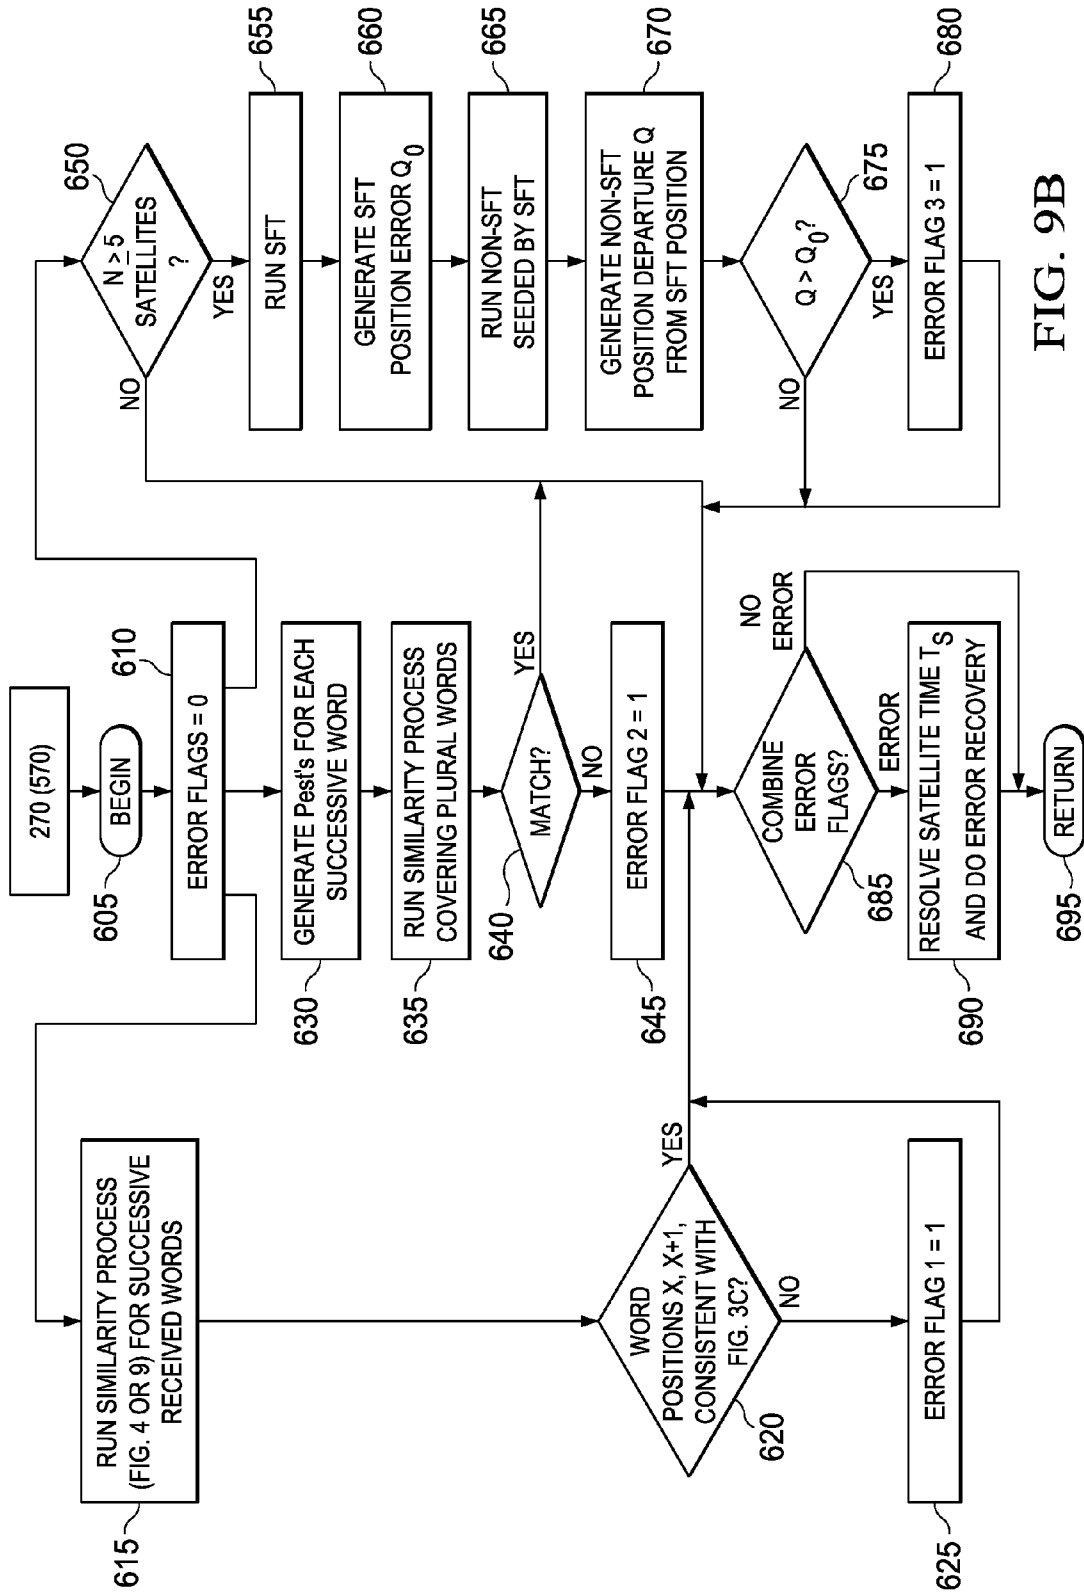 270 (570)
BEGIN
605
ERROR FLAGS = 0
610
RUN SIMILARITY PROCESS
(FIG. 4 OR 9) FOR SUCCESSIVE
RECEIVED WORDS
615
WORD
POSITIONS X, X+1,
CONSISTENT WITH
FIG. 3C?
620
YES
NO
ERROR FLAG 1 = 1
625
GENERATE Pest's FOR EACH
SUCCESSIVE WORD
630
RUN SIMILARITY PROCESS
COVERING PLURAL WORDS
635
MATCH?
640
YES
NO
ERROR FLAG 2 = 1
645
N ≥ 5
SATELLITES
?
650
NO
YES
RUN SFT
655
GENERATE SFT
POSITION ERROR Q0
660
RUN NON-SFT
SEEDED BY SFT
665
GENERATE NON-SFT
POSITION DEPARTURE Q
FROM SFT POSITION
670
Q > Q0?
675
NO
YES
ERROR FLAG 3 = 1
680
COMBINE
ERROR
FLAGS?
685
NO
ERROR
ERROR
RESOLVE SATELLITE TIME TS
AND DO ERROR RECOVERY
690
RETURN
695
FIG. 9B